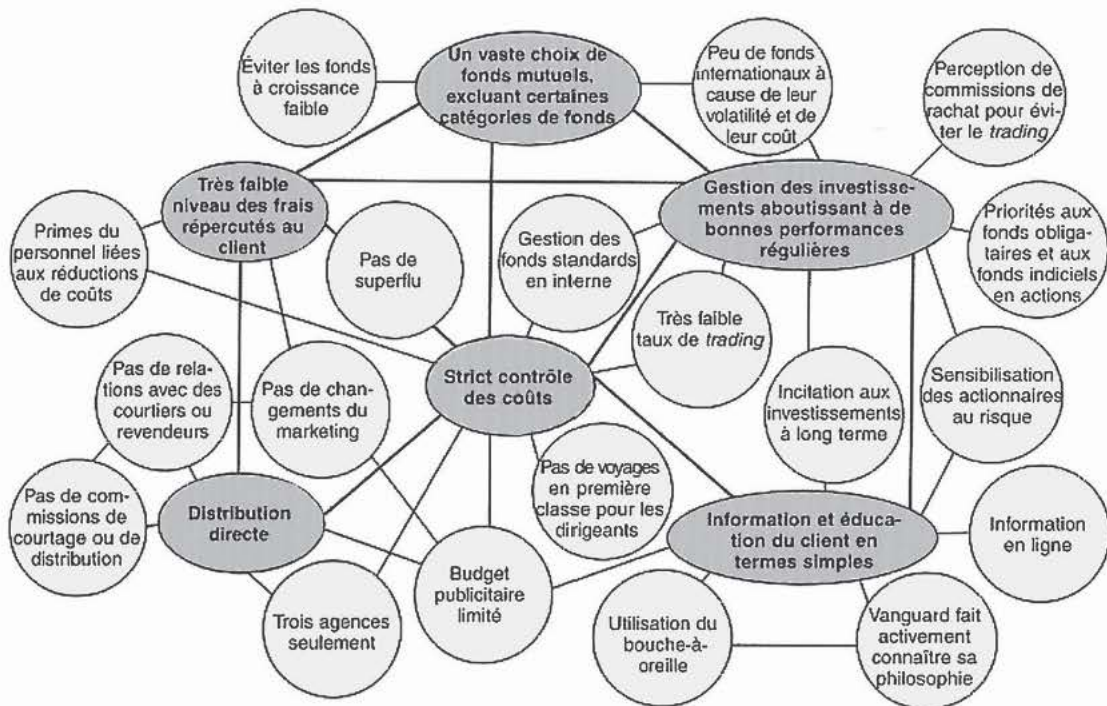 Éviter les fonds
à croissance
faible
Un vaste choix de
fonds mutuels,
excluant certaines
catégories de fonds
Peu de fonds
internationaux à
cause de leur
volatilité et de
leur coût
Perception de
commissions de
rachat pour évi-
ter le trading
Très faible
niveau des frais
répercutés au
client
Gestion des investisse-
ments aboutissant à de
bonnes performances
régulières
Priorités aux
fonds obliga-
taires et aux
fonds indiciels
en actions
Primes du
personnel liées
aux réductions
de coûts
Pas de
superflu
Gestion des
fonds standards
en interne
Très faible
taux de trading
Strict contrôle
des coûts
Pas de rela-
tions avec des
courtiers ou
revendeurs
Pas de chan-
gements du
marketing
Incitation aux
investissements
à long terme
Sensibilisation
des actionnaires
au risque
Pas de com-
missions de
courtage ou de
distribution
Distribution
directe
Pas de voyages
en première
classe pour les
dirigeants
Information et éduca-
tion du client en
termes simples
Information
en ligne
Trois agences
seulement
Budget
publicitaire
limité
Utilisation du
bouche-à-
oreille
Vanguard fait
activement
connaître sa
philosophie